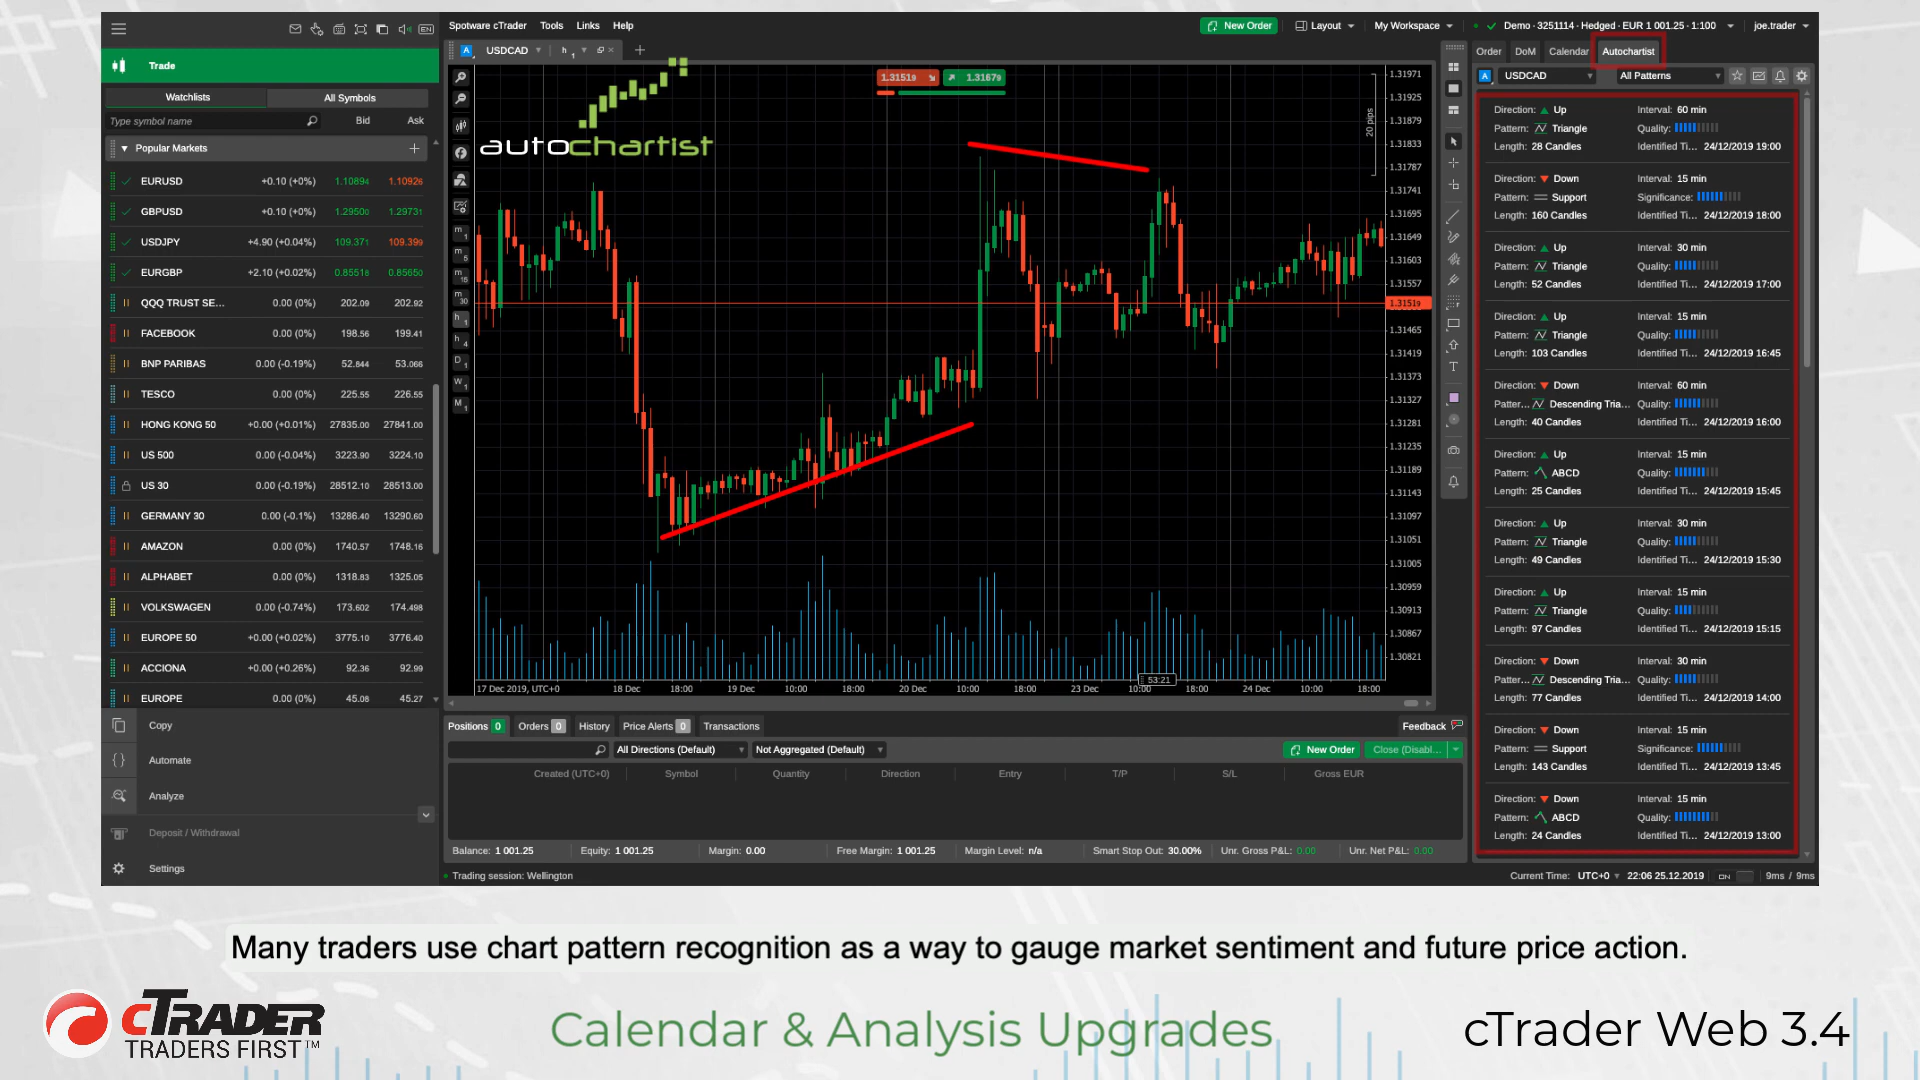 Spotware cTrader Tools Links Help
New Order Layout My Workspace Demo · 3251114 · Hedged · EUR 1 001.25 · 1:100 joe.trader
EN
Trade
Watchlists All Symbols
Type symbol name Bid Ask
Popular Markets
EURUSD +0.10 (+0%) 1.10894 1.10926
GBPUSD +0.10 (+0%) 1.29500 1.29731
USDJPY +4.90 (+0.04%) 109.371 109.399
EURGBP +2.10 (+0.02%) 0.85518 0.85650
QQQ TRUST SE... 0.00 (0%) 202.09 202.92
FACEBOOK 0.00 (0%) 198.56 199.41
BNP PARIBAS 0.00 (-0.19%) 52.844 53.066
TESCO 0.00 (0%) 225.55 226.55
HONG KONG 50 +0.00 (+0.01%) 27835.00 27841.00
US 500 0.00 (-0.04%) 3223.90 3224.10
US 30 0.00 (-0.19%) 28512.10 28513.00
GERMANY 30 0.00 (-0.1%) 13286.40 13290.60
AMAZON 0.00 (0%) 1740.57 1748.16
ALPHABET 0.00 (0%) 1318.83 1325.05
VOLKSWAGEN 0.00 (-0.74%) 173.602 174.498
EUROPE 50 +0.00 (+0.02%) 3775.10 3776.40
ACCIONA +0.00 (+0.26%) 92.36 92.99
EUROPE 0.00 (0%) 45.08 45.27
Copy
Automate
Analyze
Deposit / Withdrawal
Settings
A USDCAD h 1
1.31519 1.31679
autochartist
m 1
m 5
m 15
m 30
h 1
h 4
D 1
W 1
M 1
20 pips
1.31971
1.31925
1.31879
1.31833
1.31787
1.31741
1.31695
1.31649
1.31603
1.31557
1.31519
1.31465
1.31419
1.31373
1.31327
1.31281
1.31235
1.31189
1.31143
1.31097
1.31051
1.31005
1.30959
1.30913
1.30867
1.30821
53:21
17 Dec 2019, UTC+0 18 Dec 18:00 19 Dec 10:00 18:00 20 Dec 10:00 18:00 23 Dec 10:00 18:00 24 Dec 10:00 18:00
T
Positions 0 Orders 0 History Price Alerts 0 Transactions Feedback
All Directions (Default) Not Aggregated (Default) New Order Close (Disabl...
Created (UTC+0) Symbol Quantity Direction Entry T/P S/L Gross EUR
Balance: 1 001.25 Equity: 1 001.25 Margin: 0.00 Free Margin: 1 001.25 Margin Level: n/a Smart Stop Out: 30.00% Unr. Gross P&L: 0.00 Unr. Net P&L: 0.00
Trading session: Wellington
Current Time: UTC+0 22:06 25.12.2019 ON 9ms / 9ms
Order DoM Calendar Autochartist
A USDCAD All Patterns
Direction: Up Interval: 60 min
Pattern: Triangle Quality:
Length: 28 Candles Identified Ti... 24/12/2019 19:00
Direction: Down Interval: 15 min
Pattern: Support Significance:
Length: 160 Candles Identified Ti... 24/12/2019 18:00
Direction: Up Interval: 30 min
Pattern: Triangle Quality:
Length: 52 Candles Identified Ti... 24/12/2019 17:00
Direction: Up Interval: 15 min
Pattern: Triangle Quality:
Length: 103 Candles Identified Ti... 24/12/2019 16:45
Direction: Down Interval: 60 min
Patter... Descending Tria... Quality:
Length: 40 Candles Identified Ti... 24/12/2019 16:00
Direction: Up Interval: 15 min
Pattern: ABCD Quality:
Length: 25 Candles Identified Ti... 24/12/2019 15:45
Direction: Up Interval: 30 min
Pattern: Triangle Quality:
Length: 49 Candles Identified Ti... 24/12/2019 15:30
Direction: Up Interval: 15 min
Pattern: Triangle Quality:
Length: 97 Candles Identified Ti... 24/12/2019 15:15
Direction: Down Interval: 30 min
Patter... Descending Tria... Quality:
Length: 77 Candles Identified Ti... 24/12/2019 14:00
Direction: Down Interval: 15 min
Pattern: Support Significance:
Length: 143 Candles Identified Ti... 24/12/2019 13:45
Direction: Down Interval: 15 min
Pattern: ABCD Quality:
Length: 24 Candles Identified Ti... 24/12/2019 13:00
Many traders use chart pattern recognition as a way to gauge market sentiment and future price action.
cTRADER
TRADERS FIRST™
Calendar & Analysis Upgrades
cTrader Web 3.4